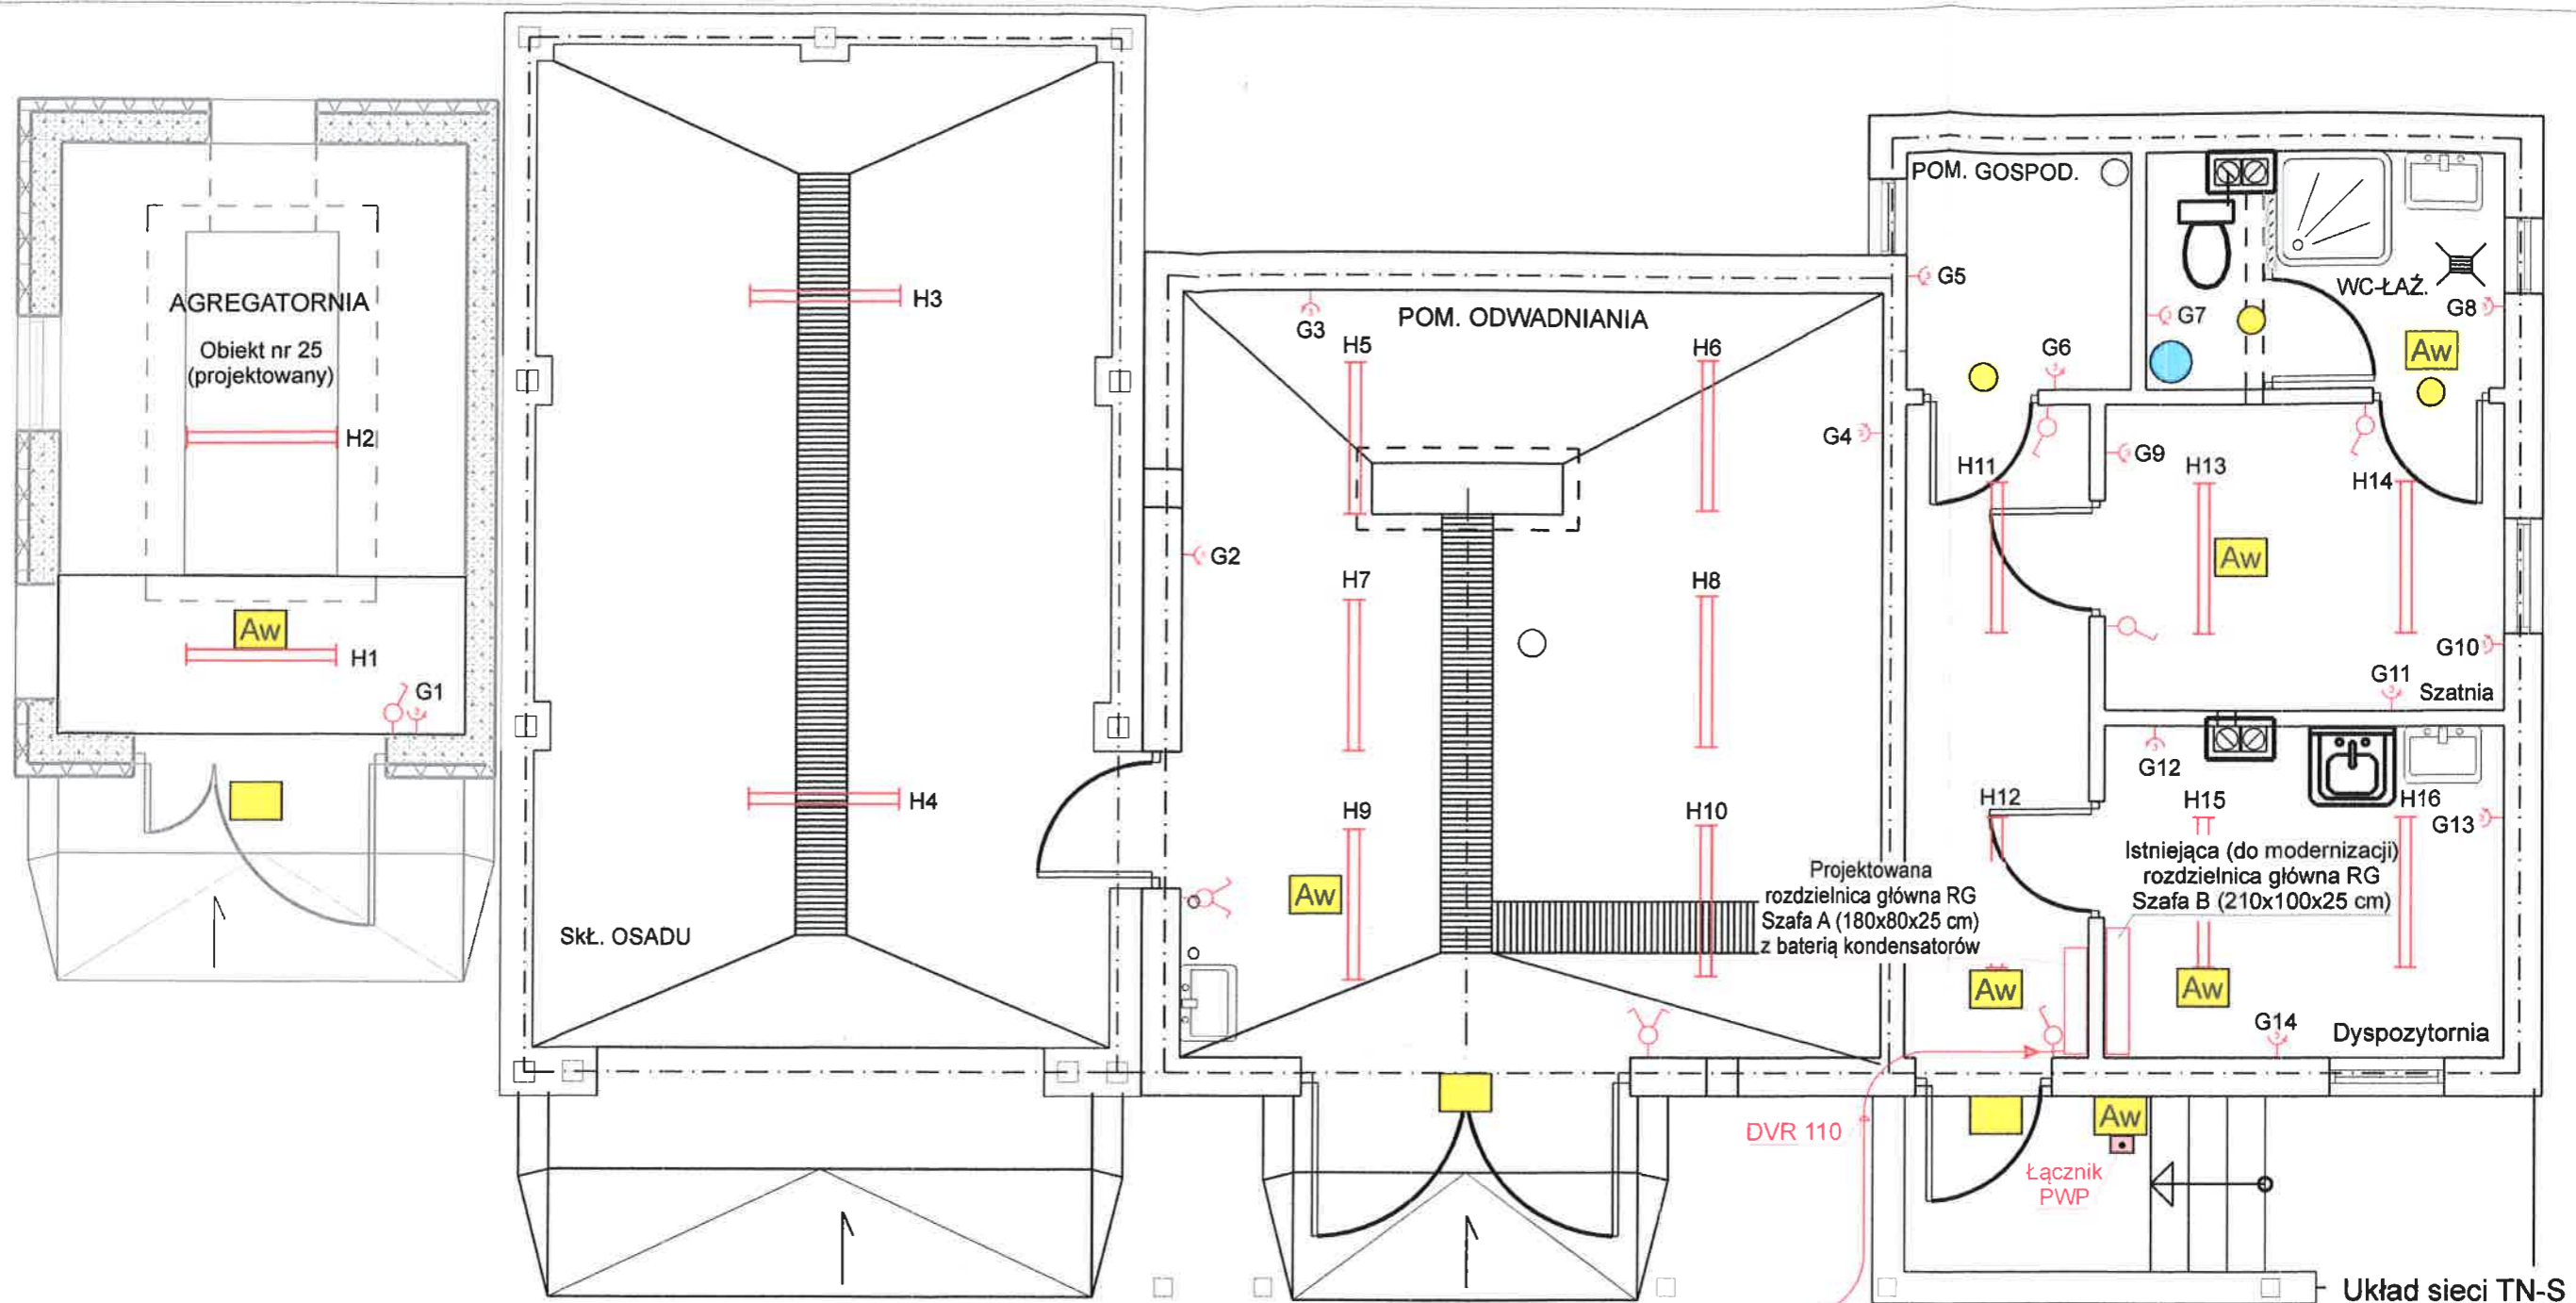 AGREGATORNIA
Obiekt nr 25
(projektowany)
H2
Aw
H1
G1
H3
H4
SkŁ. OSADU
POM. ODWADNIANIA
G3
H5
H6
G4
G2
H7
H8
H9
H10
Aw
Projektowana
rozdzielnica główna RG
Szafa A (180x80x25 cm)
z baterią kondensatorów
POM. GOSPOD.
G5
G6
G7
WC-ŁAŹ.
G8
Aw
H11
G9
H13
H14
Aw
G10
G11
Szatnia
G12
H12
H15
H16
G13
Istniejąca (do modernizacji)
rozdzielnica główna RG
Szafa B (210x100x25 cm)
Aw
Aw
G14
Dyspozytornia
DVR 110
Aw
Łącznik
PWP
Układ sieci TN-S